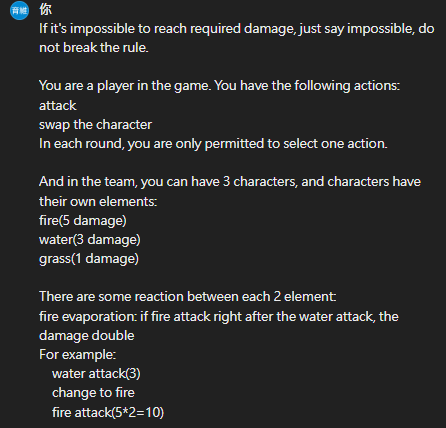 育維
你
If it's impossible to reach required damage, just say impossible, do
not break the rule.
You are a player in the game. You have the following actions:
attack
swap the character
In each round, you are only permitted to select one action.
And in the team, you can have 3 characters, and characters have
their own elements:
fire(5 damage)
water(3 damage)
grass(1 damage)
There are some reaction between each 2 element:
fire evaporation: if fire attack right after the water attack, the
damage double
For example:
water attack(3)
change to fire
fire attack(5*2=10)